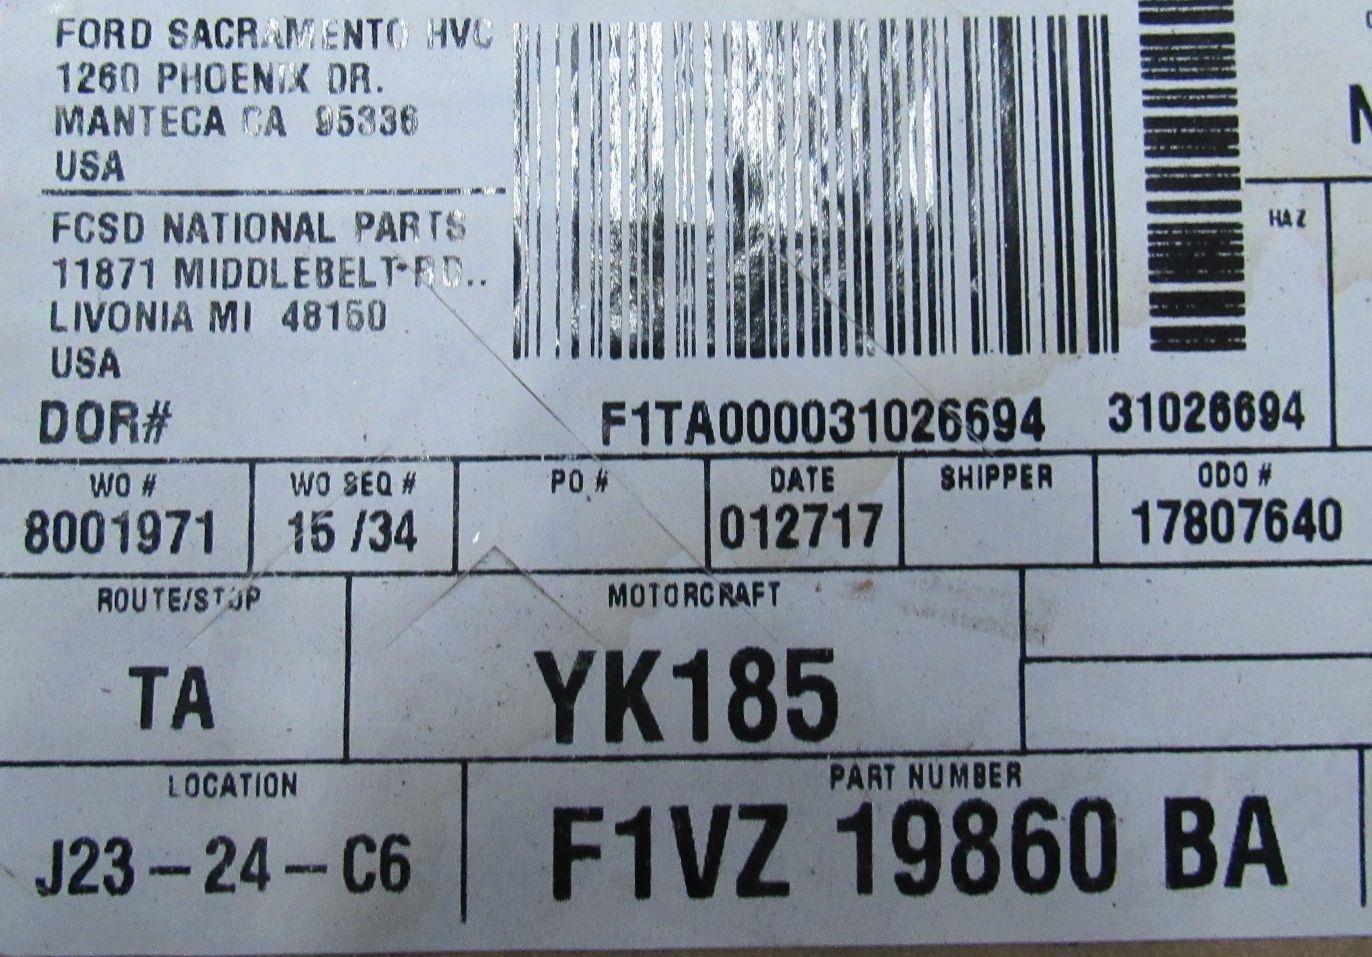 FORD SACRAMENTO HVC
1260 PHOENIX DR.
MANTECA CA 95336
USA
FCSD NATIONAL PARTS
11871 MIDDLEBELT RD..
LIVONIA MI 48150
USA
HAZ
DOR#
F1TA000031026694 31026694
WO # WO SEQ # PO # DATE SHIPPER ODO #
8001971 15 /34 012717 17807640
ROUTE/STOP MOTORCRAFT
TA YK185
LOCATION PART NUMBER
J23-24-C6 F1VZ 19860 BA